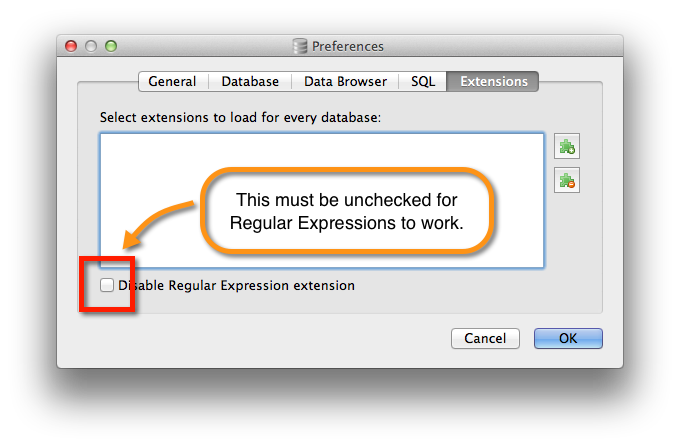 Preferences
General Database Data Browser SQL Extensions
Select extensions to load for every database:
This must be unchecked for
Regular Expressions to work.
Disable Regular Expression extension
Cancel OK